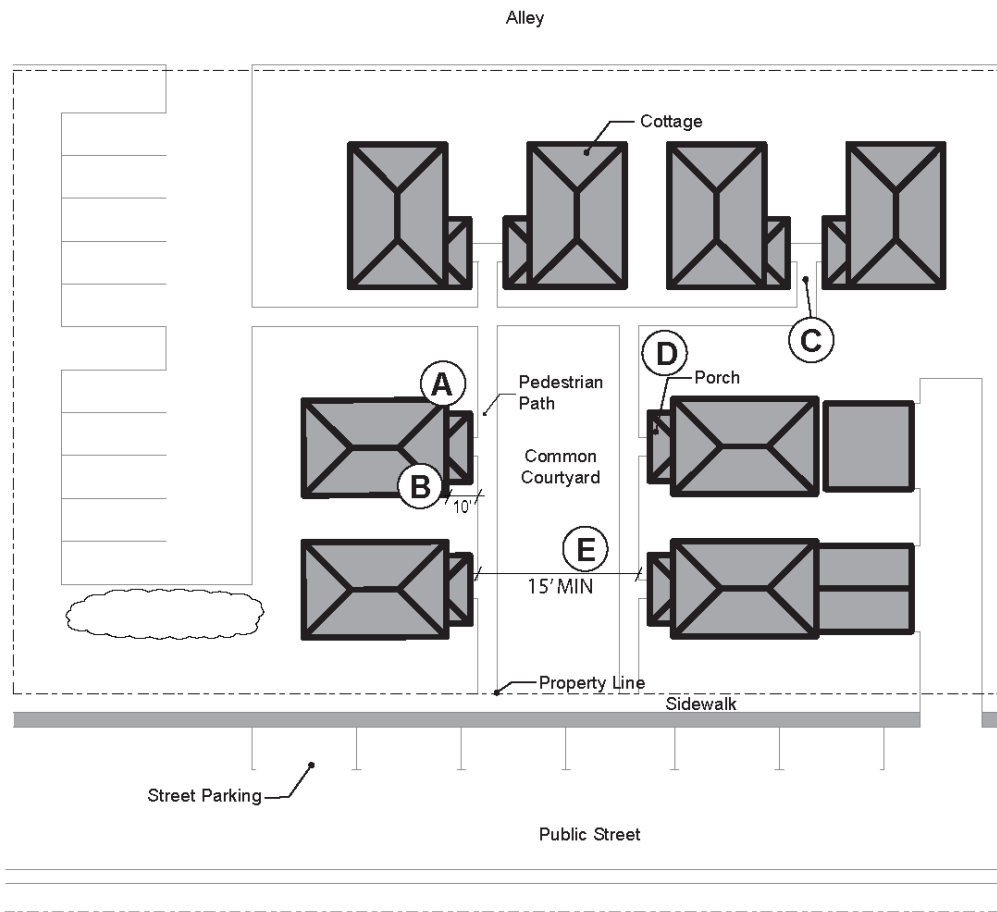 Alley
Cottage
C
D
A
Porch
Pedestrian
Path
Common
Courtyard
B
10'
E
15' MIN
Property Line
Sidewalk
Street Parking
Public Street